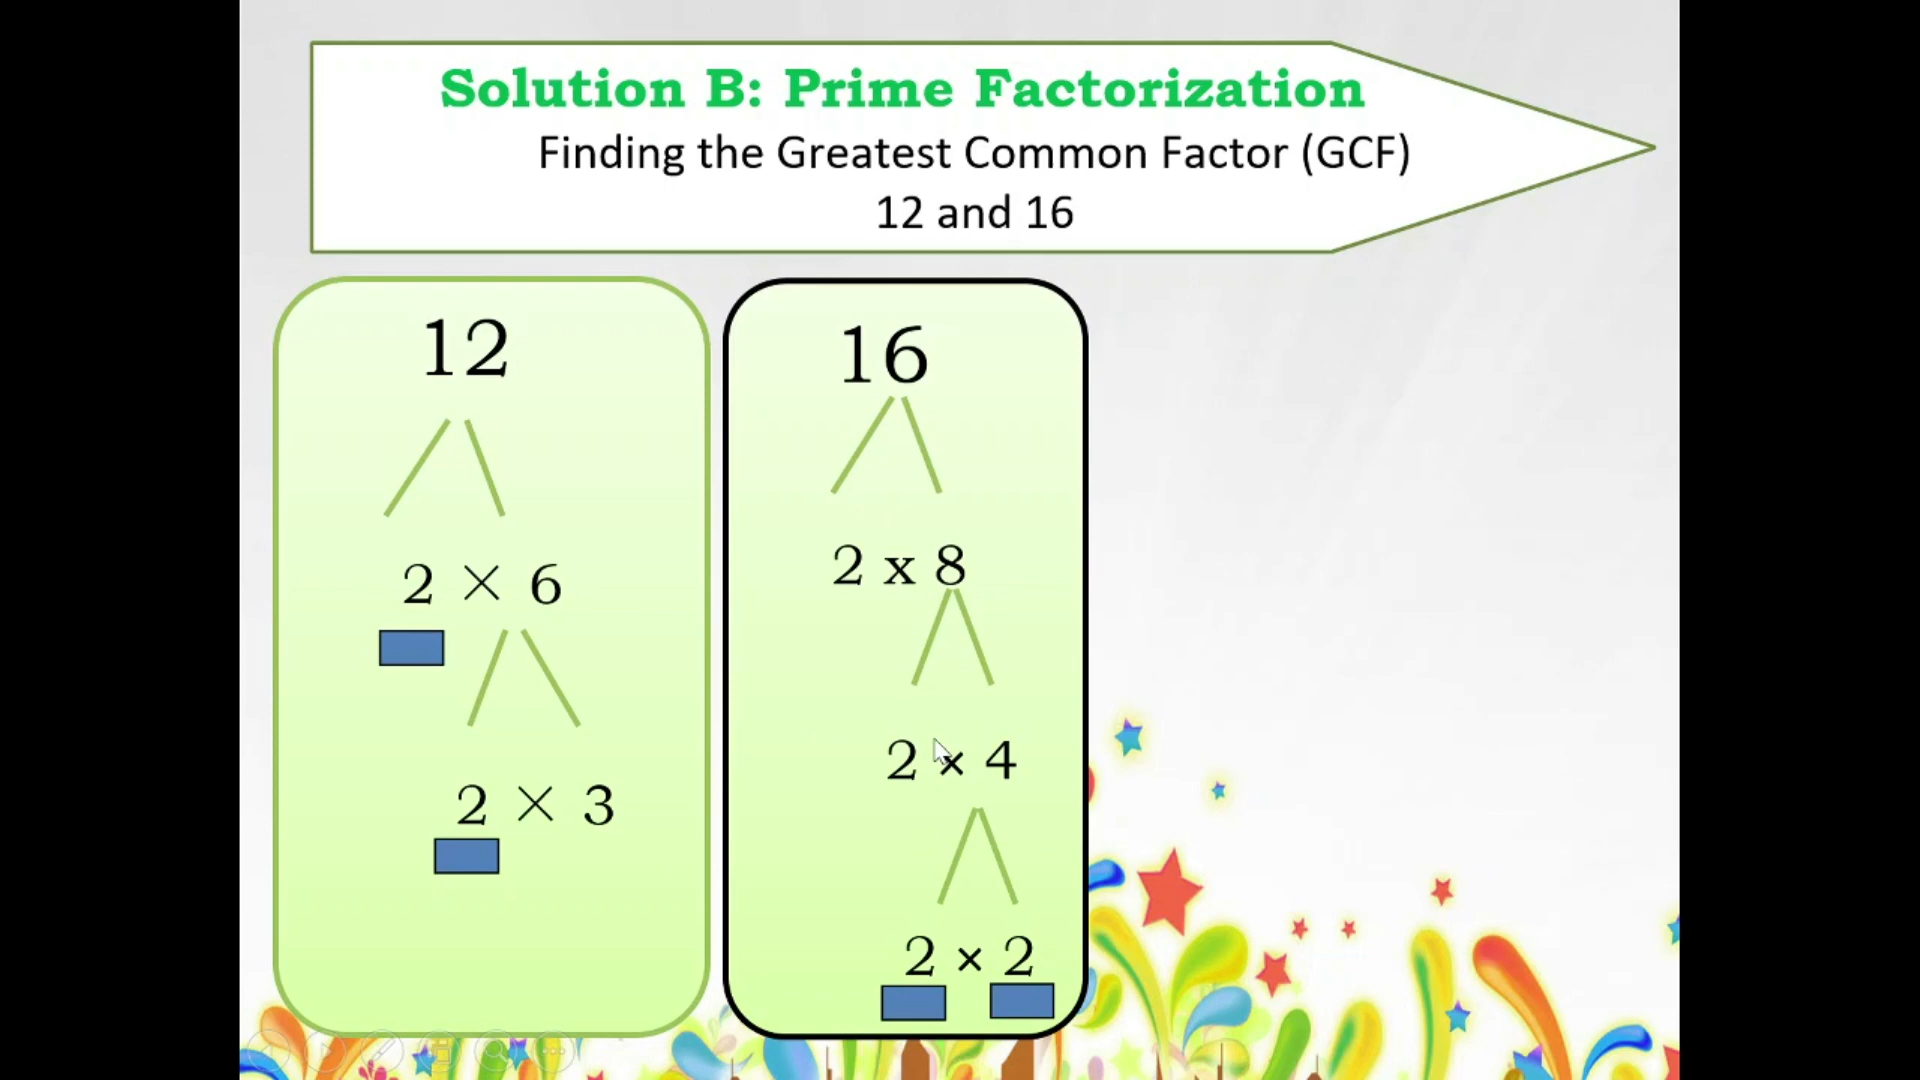 Solution B: Prime Factorization
Finding the Greatest Common Factor (GCF)
12 and 16
12
2 × 6
2 × 3
16
2 x 8
2 × 4
2 × 2